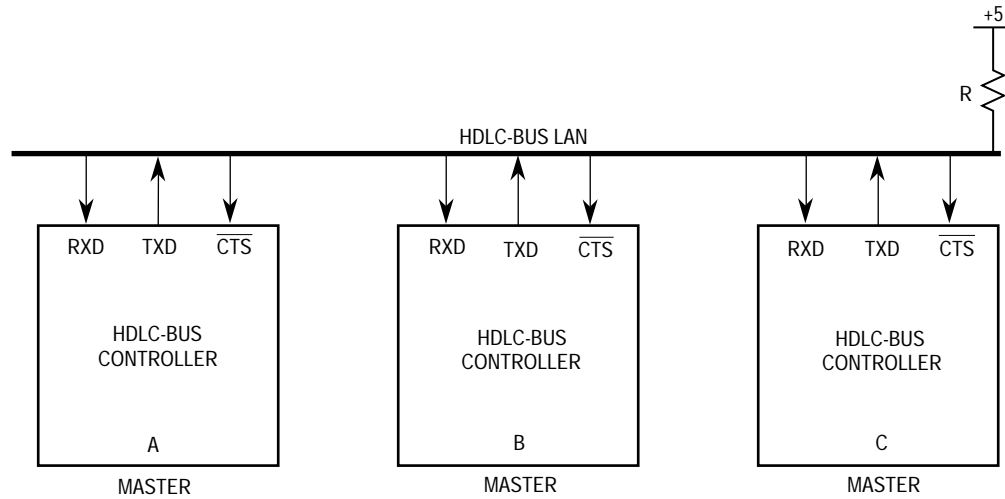 +5
R
HDLC-BUS LAN
RXD TXD CTS
RXD TXD CTS
RXD TXD CTS
HDLC-BUS
CONTROLLER
A
HDLC-BUS
CONTROLLER
B
HDLC-BUS
CONTROLLER
C
MASTER
MASTER
MASTER